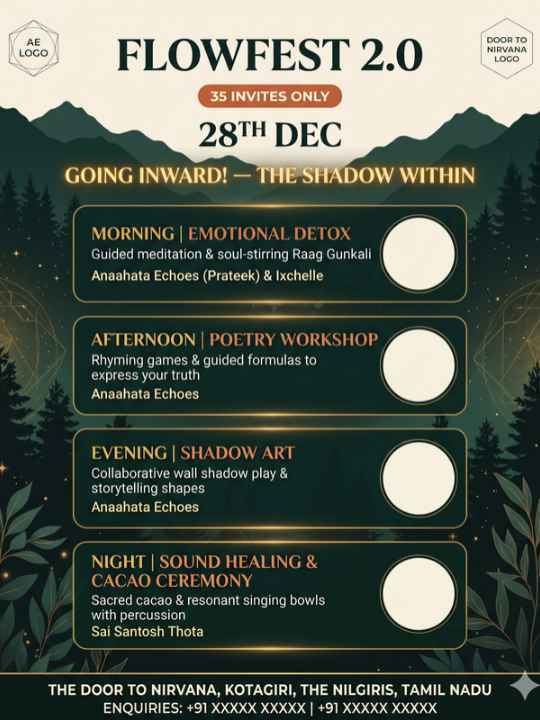 AE
LOGO
FLOWFEST 2.0
DOOR TO
NIRVANA
LOGO
35 INVITES ONLY
28TH DEC
GOING INWARD! — THE SHADOW WITHIN
MORNING | EMOTIONAL DETOX
Guided meditation & soul-stirring Raag Gunkali
Anaahata Echoes (Prateek) & Ixchelle
AFTERNOON | POETRY WORKSHOP
Rhyming games & guided formulas to
express your truth
Anaahata Echoes
EVENING | SHADOW ART
Collaborative wall shadow play &
storytelling shapes
Anaahata Echoes
NIGHT | SOUND HEALING &
CACAO CEREMONY
Sacred cacao & resonant singing bowls
with percussion
Sai Santosh Thota
THE DOOR TO NIRVANA, KOTAGIRI, THE NILGIRIS, TAMIL NADU
ENQUIRIES: +91 XXXXX XXXXX | +91 XXXXX XXXXX